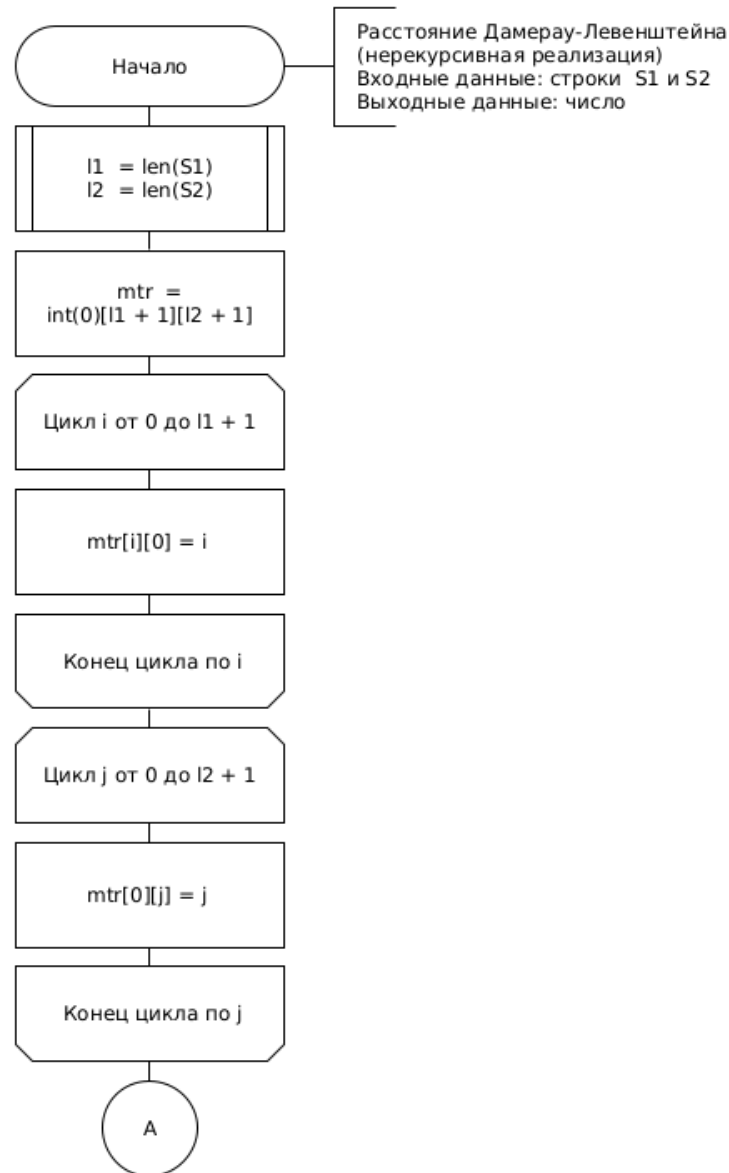 Начало
Расстояние Дамерау-Левенштейна
(нерекурсивная реализация)
Входные данные: строки S1 и S2
Выходные данные: число
l1 = len(S1)
l2 = len(S2)
mtr =
int(0)[l1 + 1][l2 + 1]
Цикл i от 0 до l1 + 1
mtr[i][0] = i
Конец цикла по i
Цикл j от 0 до l2 + 1
mtr[0][j] = j
Конец цикла по j
A